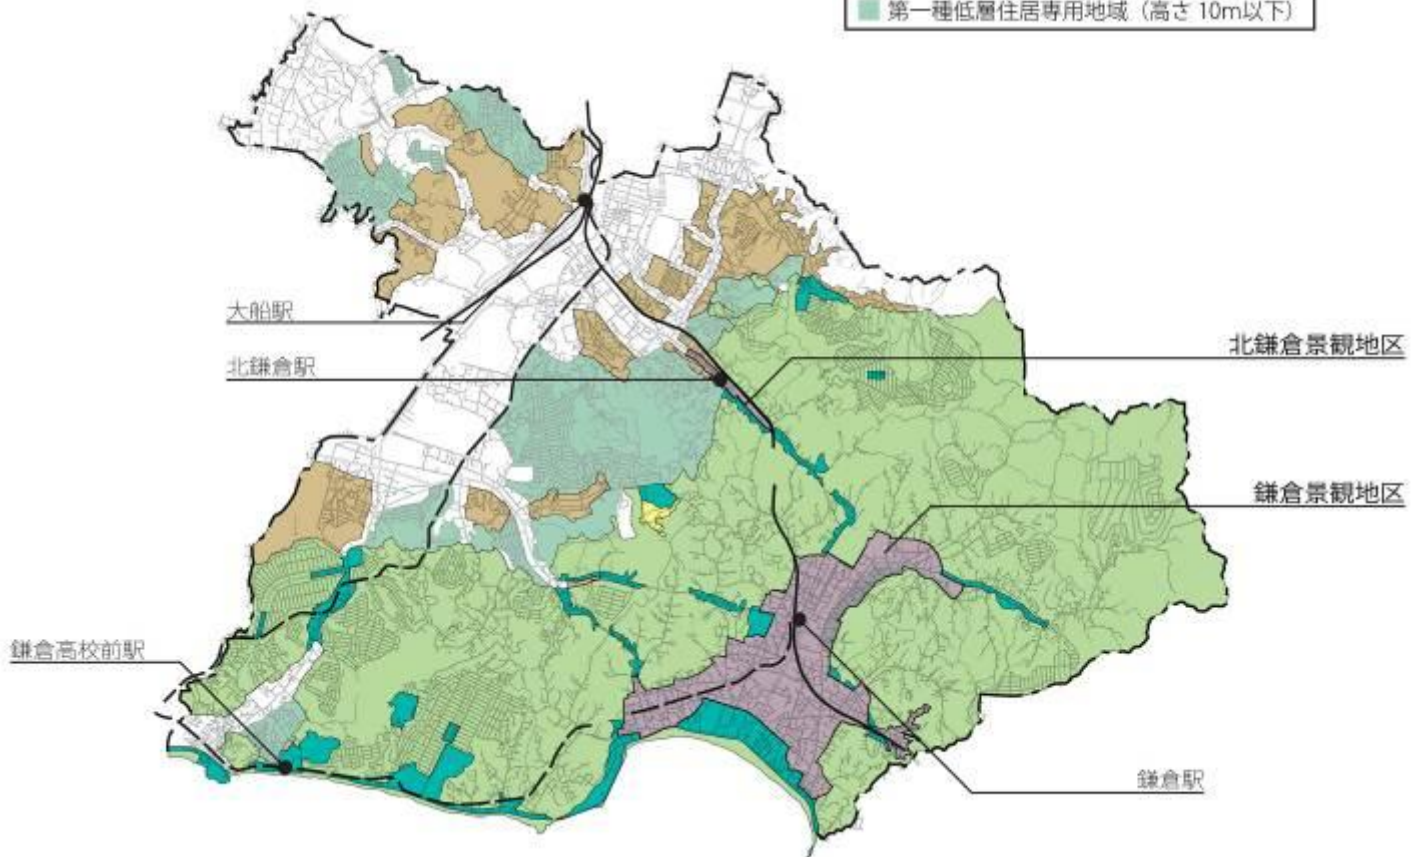 第一種低層住居専用地域（高さ 10m以下）
大船駅
北鎌倉駅
北鎌倉景観地区
鎌倉景観地区
鎌倉高校前駅
鎌倉駅